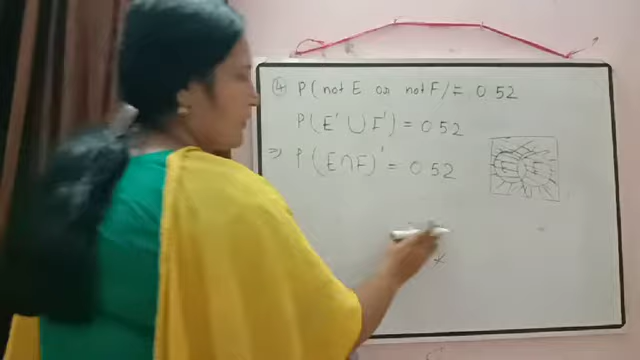 ④ P(not E or not F) = 0.52
P(E' ∪ F') = 0.52
⇒ P(E∩F)' = 0.52